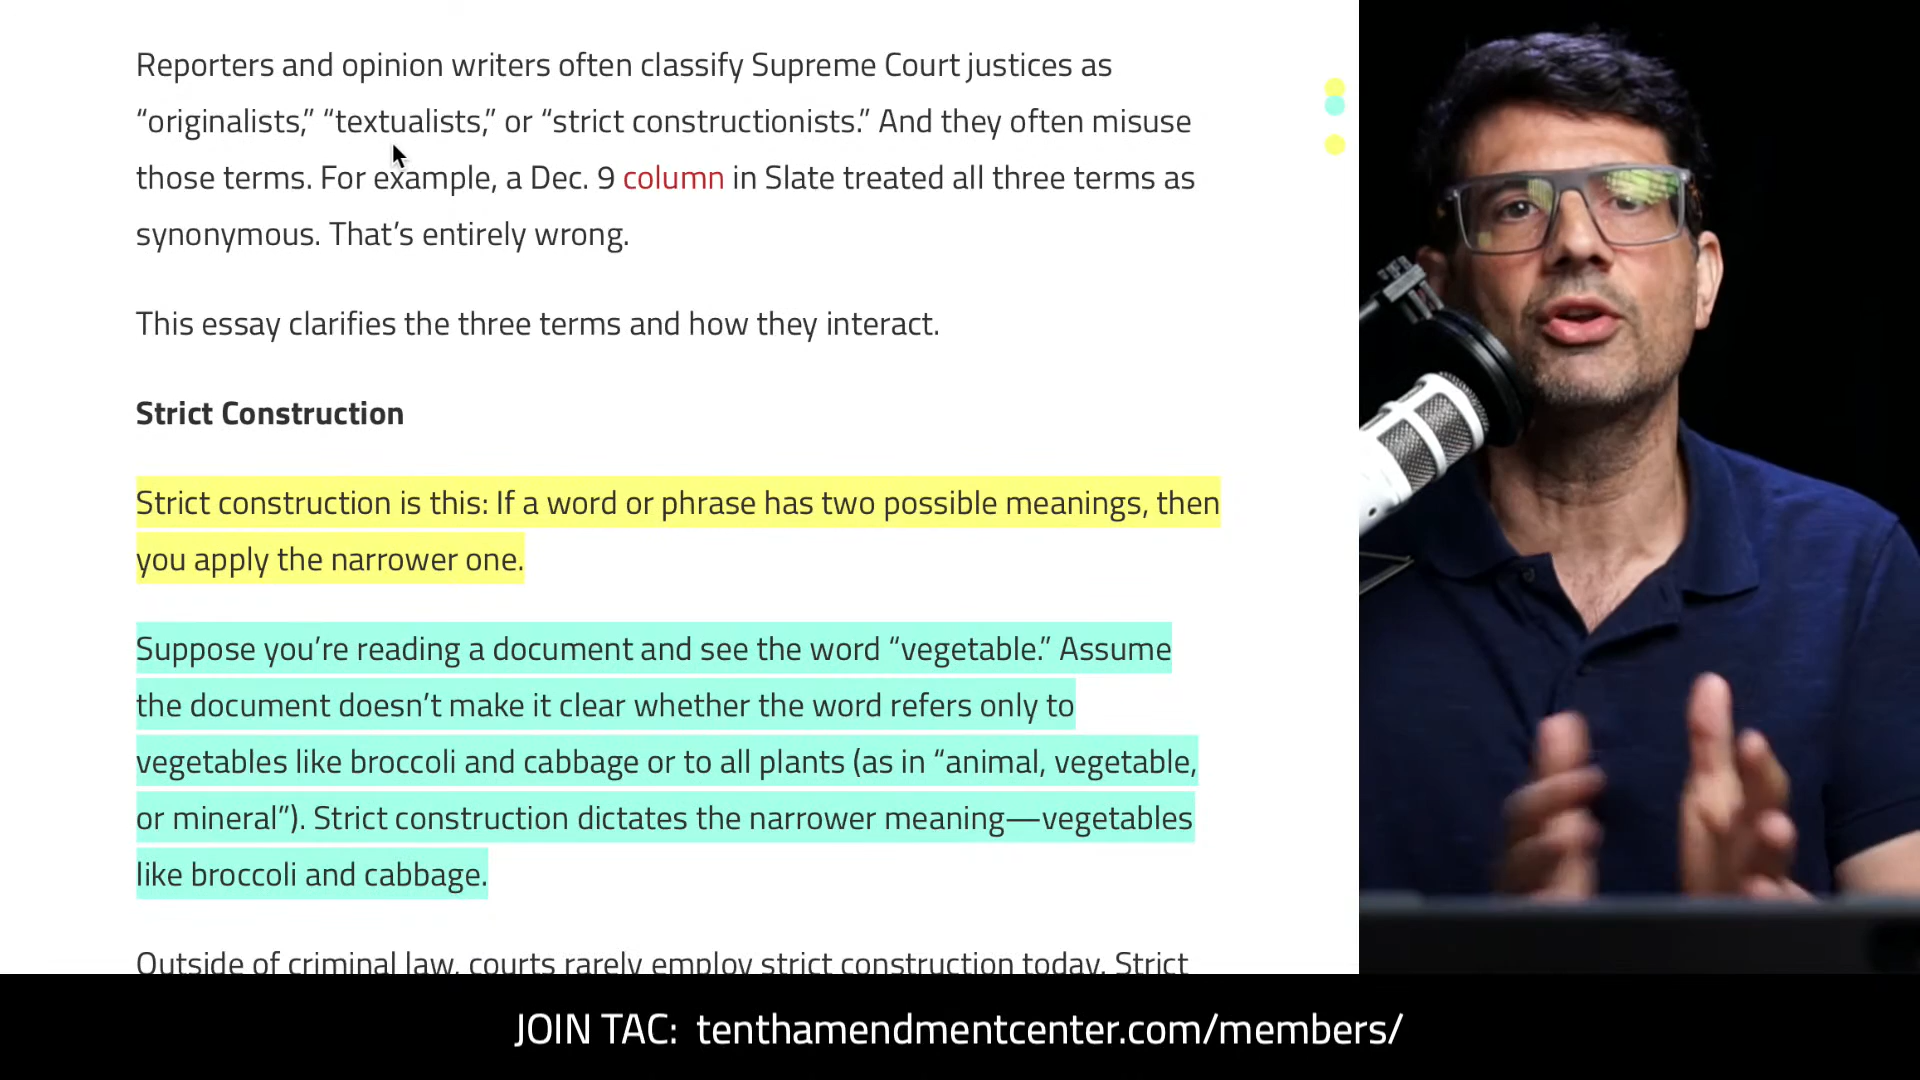 Reporters and opinion writers often classify Supreme Court justices as
“originalists,” “textualists,” or “strict constructionists.” And they often misuse
those terms. For example, a Dec. 9 column in Slate treated all three terms as
synonymous. That’s entirely wrong.
This essay clarifies the three terms and how they interact.
Strict Construction
Strict construction is this: If a word or phrase has two possible meanings, then
you apply the narrower one.
Suppose you’re reading a document and see the word “vegetable.” Assume
the document doesn’t make it clear whether the word refers only to
vegetables like broccoli and cabbage or to all plants (as in “animal, vegetable,
or mineral”). Strict construction dictates the narrower meaning—vegetables
like broccoli and cabbage.
Outside of criminal law, courts rarely employ strict construction today. Strict
JOIN TAC: tenthamendmentcenter.com/members/